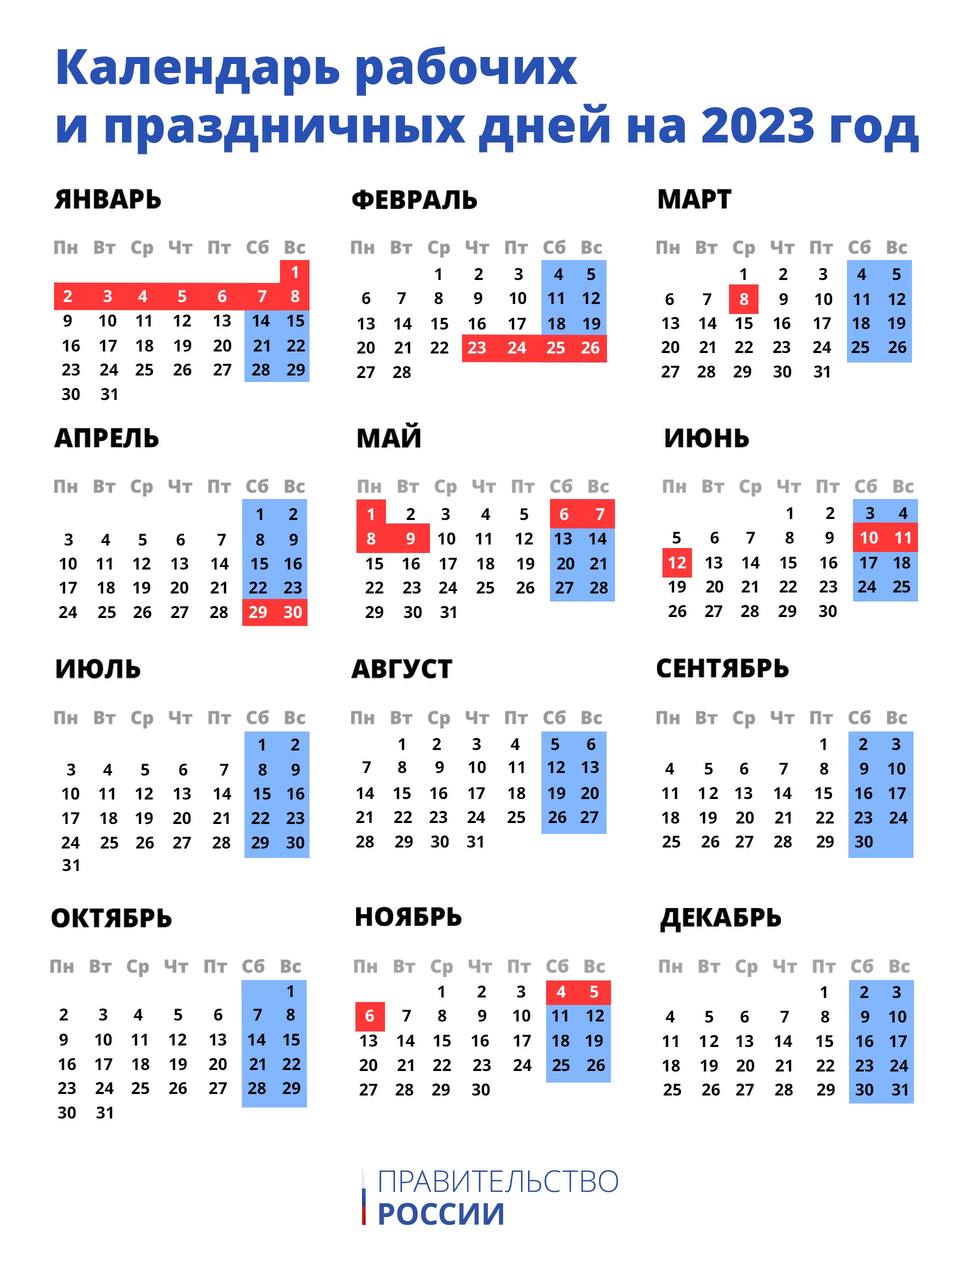 Календарь рабочих
и праздничных дней на 2023 год
ЯНВАРЬ
Пн Вт Ср Чт Пт Сб Вс
1
2 3 4 5 6 7 8
9 10 11 12 13 14 15
16 17 18 19 20 21 22
23 24 25 26 27 28 29
30 31
ФЕВРАЛЬ
Пн Вт Ср Чт Пт Сб Вс
1 2 3 4 5
6 7 8 9 10 11 12
13 14 15 16 17 18 19
20 21 22 23 24 25 26
27 28
МАРТ
Пн Вт Ср Чт Пт Сб Вс
1 2 3 4 5
6 7 8 9 10 11 12
13 14 15 16 17 18 19
20 21 22 23 24 25 26
27 28 29 30 31
АПРЕЛЬ
Пн Вт Ср Чт Пт Сб Вс
1 2
3 4 5 6 7 8 9
10 11 12 13 14 15 16
17 18 19 20 21 22 23
24 25 26 27 28 29 30
МАЙ
Пн Вт Ср Чт Пт Сб Вс
1 2 3 4 5 6 7
8 9 10 11 12 13 14
15 16 17 18 19 20 21
22 23 24 25 26 27 28
29 30 31
ИЮНЬ
Пн Вт Ср Чт Пт Сб Вс
1 2 3 4
5 6 7 8 9 10 11
12 13 14 15 16 17 18
19 20 21 22 23 24 25
26 27 28 29 30
ИЮЛЬ
Пн Вт Ср Чт Пт Сб Вс
1 2
3 4 5 6 7 8 9
10 11 12 13 14 15 16
17 18 19 20 21 22 23
24 25 26 27 28 29 30
31
АВГУСТ
Пн Вт Ср Чт Пт Сб Вс
1 2 3 4 5 6
7 8 9 10 11 12 13
14 15 16 17 18 19 20
21 22 23 24 25 26 27
28 29 30 31
СЕНТЯБРЬ
Пн Вт Ср Чт Пт Сб Вс
1 2 3
4 5 6 7 8 9 10
11 12 13 14 15 16 17
18 19 20 21 22 23 24
25 26 27 28 29 30
ОКТЯБРЬ
Пн Вт Ср Чт Пт Сб Вс
1
2 3 4 5 6 7 8
9 10 11 12 13 14 15
16 17 18 19 20 21 22
23 24 25 26 27 28 29
30 31
НОЯБРЬ
Пн Вт Ср Чт Пт Сб Вс
1 2 3 4 5
6 7 8 9 10 11 12
13 14 15 16 17 18 19
20 21 22 23 24 25 26
27 28 29 30
ДЕКАБРЬ
Пн Вт Ср Чт Пт Сб Вс
1 2 3
4 5 6 7 8 9 10
11 12 13 14 15 16 17
18 19 20 21 22 23 24
25 26 27 28 29 30 31
ПРАВИТЕЛЬСТВО
РОССИИ